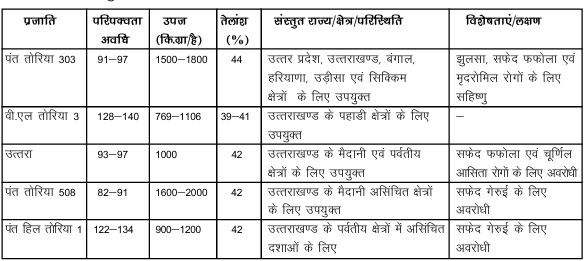 प्रजाति परिपक्वता अवधि उपज (कि.ग्रा/है) तेलांश (%) संस्तुत राज्य/क्षेत्र/परिस्थिति विशेषताएं/लक्षण
पंत तोरिया 303 91–97 1500–1800 44 उत्तर प्रदेश, उत्तराखण्ड, बंगाल, झुलसा, सफेद फफोला एवं
हरियाणा, उड़ीसा एवं सिक्किम मृदरोमिल रोगों के लिए
क्षेत्रों के लिए उपयुक्त सहिष्णु
वी.एल तोरिया 3 128–140 769–1106 39–41 उत्तराखण्ड के पहाडी क्षेत्रों के लिए –
उपयुक्त
उत्तरा 93–97 1000 42 उत्तराखण्ड के मैदानी एवं पर्वतीय सफेद फफोला एवं चूर्णिल
क्षेत्रों के लिए उपयुक्त आसिता रोगों के लिए अवरोधी
पंत तोरिया 508 82–91 1600–2000 42 उत्तराखण्ड के मैदानी असिंचित क्षेत्रों सफेद गेरुई के लिए
के लिए उपयुक्त अवरोधी
पंत हिल तोरिया 1 122–134 900–1200 42 उत्तराखण्ड के पर्वतीय क्षेत्रों में असिंचित सफेद गेरुई के लिए
दशाओं के लिए अवरोधी